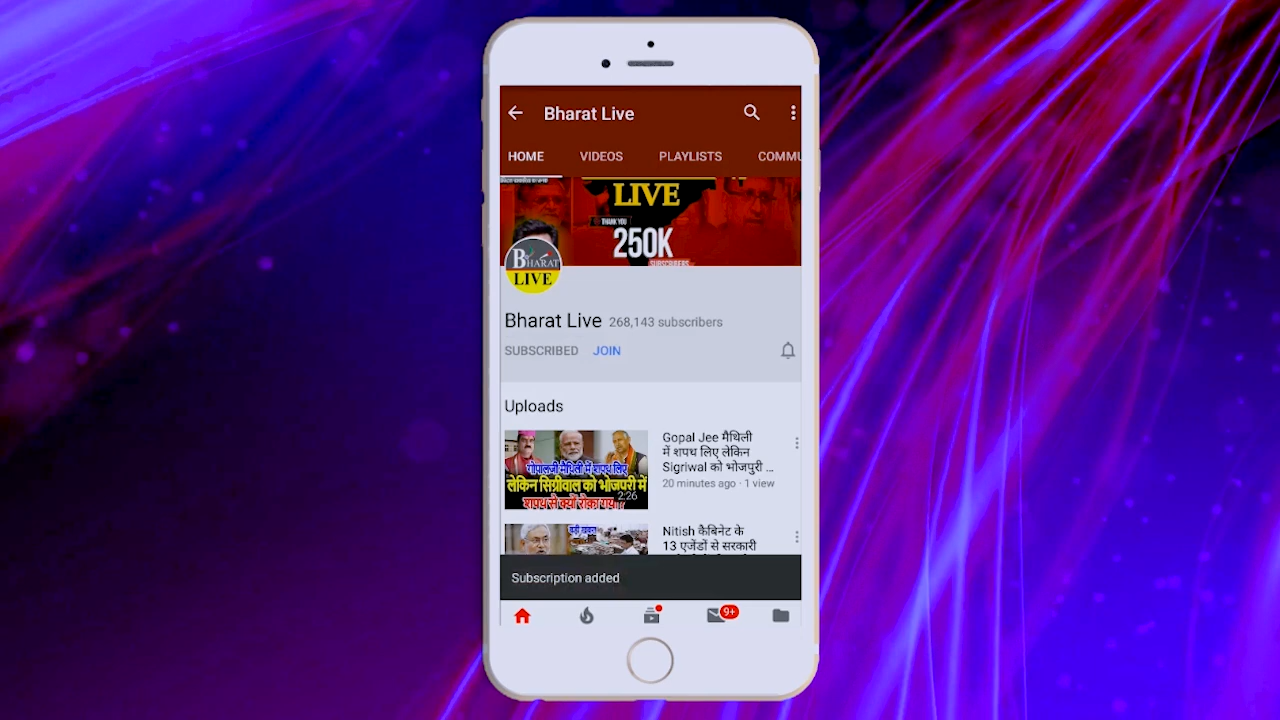 Bharat Live
HOME VIDEOS PLAYLISTS COMMU
LIVE
THANK YOU
250K
SUBSCRIBERS
BHARAT
LIVE
Bharat Live 268,143 subscribers
SUBSCRIBED JOIN
Uploads
गोपालजी मैथिली में शपथ लिए
लेकिन सिग्रीवाल को भोजपुरी में
शपथ से क्यों रोका गया ?
2:26
Gopal Jee मैथिली
में शपथ लिए लेकिन
Sigriwal को भोजपुरी ...
20 minutes ago · 1 view
Nitish कैबिनेट के
13 एजेंडों से सरकारी
Subscription added
9+